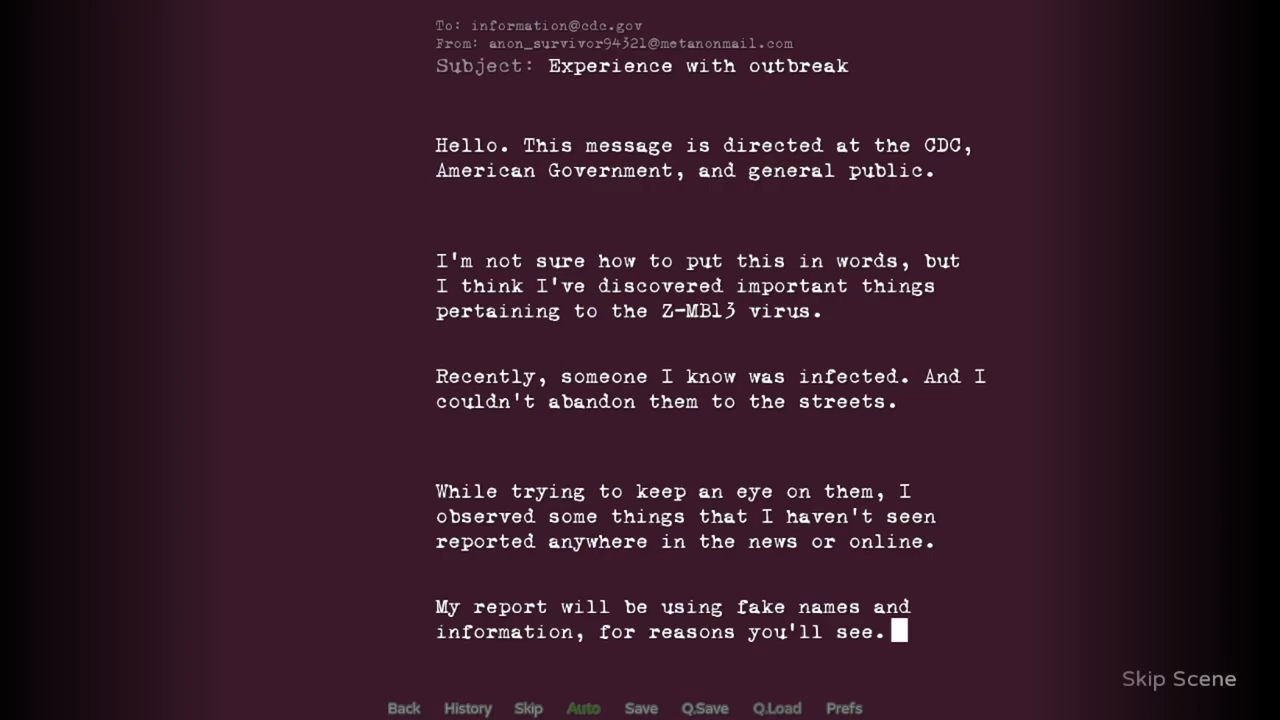 To: information@cdc.gov
From: anon_survivor94321@metanonmail.com
Subject: Experience with outbreak
Hello. This message is directed at the CDC,
American Government, and general public.
I'm not sure how to put this in words, but
I think I've discovered important things
pertaining to the Z-MB13 virus.
Recently, someone I know was infected. And I
couldn't abandon them to the streets.
While trying to keep an eye on them, I
observed some things that I haven't seen
reported anywhere in the news or online.
My report will be using fake names and
information, for reasons you'll see.
Skip Scene
Back History Skip Auto Save Q.Save Q.Load Prefs